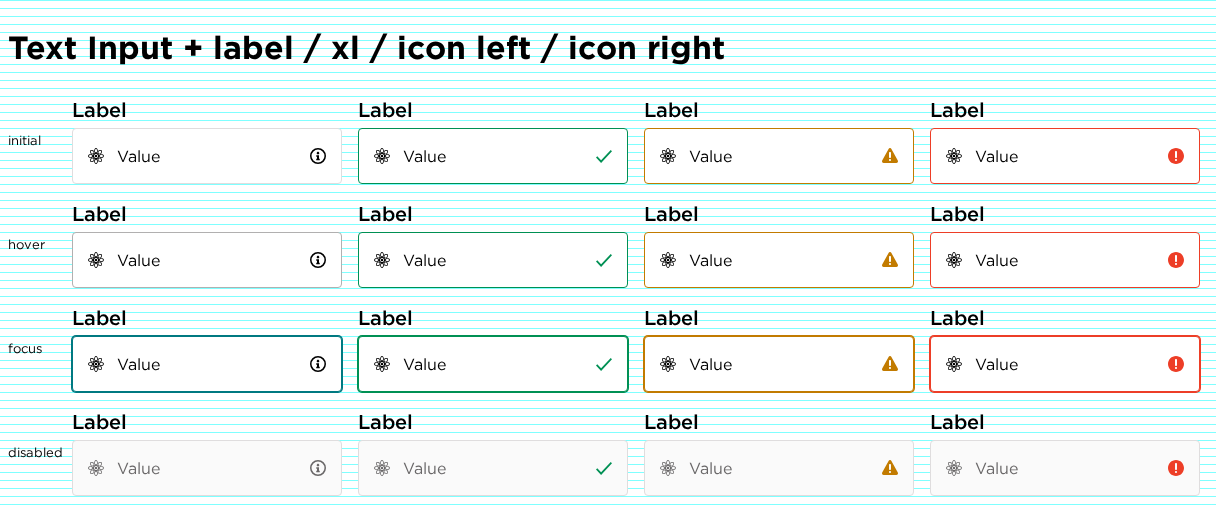 Text Input + label / xl / icon left / icon right
Label Label Label Label
initial
Value Value Value Value
Label Label Label Label
hover
Value Value Value Value
Label Label Label Label
focus
Value Value Value Value
Label Label Label Label
disabled
Value Value Value Value